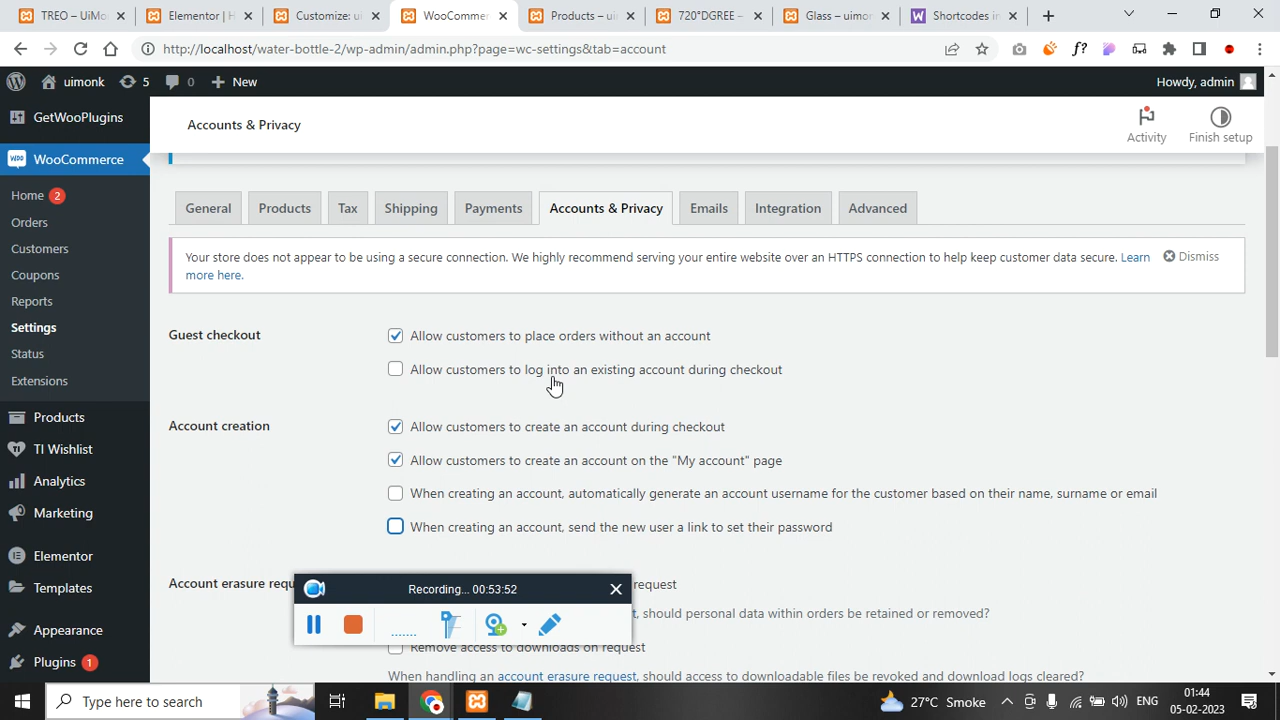 TREO – UiMo
Elementor | H
Customize: ui
WooCommer
Products – ui
720°DGREE –
Glass – uimon
Shortcodes in
http://localhost/water-bottle-2/wp-admin/admin.php?page=wc-settings&tab=account
f?
uimonk
5
0
New
Howdy, admin
GetWooPlugins
WooCommerce
Home 2
Orders
Customers
Coupons
Reports
Settings
Status
Extensions
Products
TI Wishlist
Analytics
Marketing
Elementor
Templates
Appearance
Plugins 1
Accounts & Privacy
Activity
Finish setup
General
Products
Tax
Shipping
Payments
Accounts & Privacy
Emails
Integration
Advanced
Your store does not appear to be using a secure connection. We highly recommend serving your entire website over an HTTPS connection to help keep customer data secure. Learn
more here.
Dismiss
Guest checkout
Allow customers to place orders without an account
Allow customers to log into an existing account during checkout
Account creation
Allow customers to create an account during checkout
Allow customers to create an account on the "My account" page
When creating an account, automatically generate an account username for the customer based on their name, surname or email
When creating an account, send the new user a link to set their password
Account erasure requ
request
, should personal data within orders be retained or removed?
Remove access to downloads on request
When handling an account erasure request, should access to downloadable files be revoked and download logs cleared?
Recording... 00:53:52
Type here to search
27°C Smoke
ENG
01:44
05-02-2023